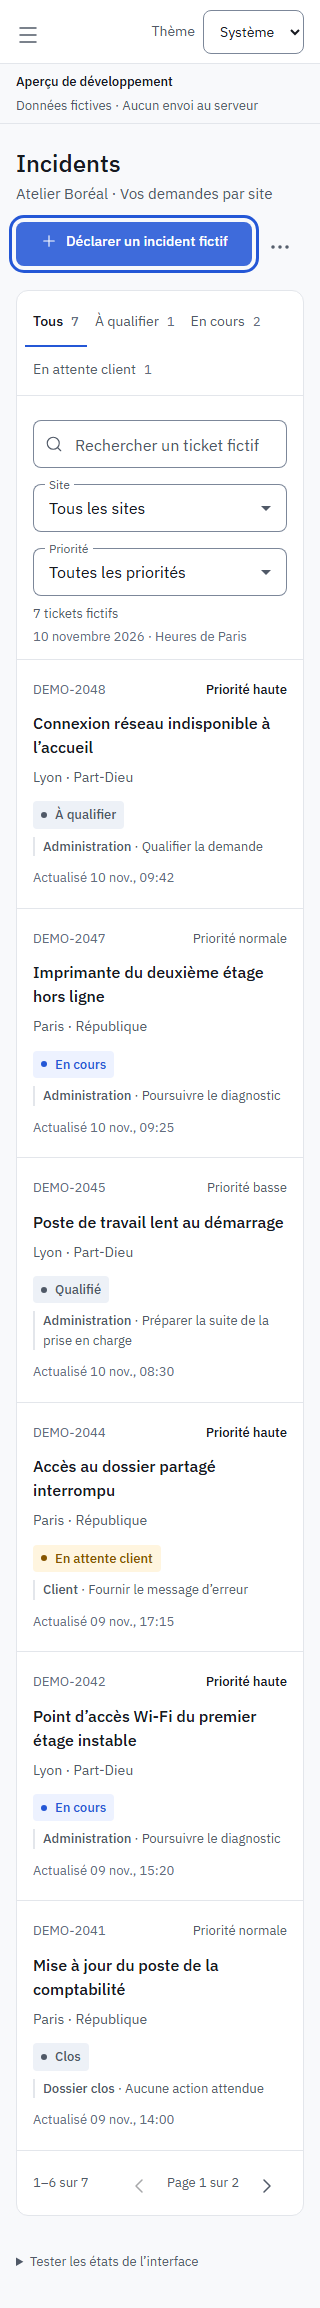 Thème Système
Aperçu de développement
Données fictives · Aucun envoi au serveur
Incidents
Atelier Boréal · Vos demandes par site
Déclarer un incident fictif
Tous 7 À qualifier 1 En cours 2
En attente client 1
Rechercher un ticket fictif
Site
Tous les sites
Priorité
Toutes les priorités
7 tickets fictifs
10 novembre 2026 · Heures de Paris
DEMO-2048 Priorité haute
Connexion réseau indisponible à
l’accueil
Lyon · Part-Dieu
À qualifier
Administration · Qualifier la demande
Actualisé 10 nov., 09:42
DEMO-2047 Priorité normale
Imprimante du deuxième étage
hors ligne
Paris · République
En cours
Administration · Poursuivre le diagnostic
Actualisé 10 nov., 09:25
DEMO-2045 Priorité basse
Poste de travail lent au démarrage
Lyon · Part-Dieu
Qualifié
Administration · Préparer la suite de la
prise en charge
Actualisé 10 nov., 08:30
DEMO-2044 Priorité haute
Accès au dossier partagé
interrompu
Paris · République
En attente client
Client · Fournir le message d’erreur
Actualisé 09 nov., 17:15
DEMO-2042 Priorité haute
Point d’accès Wi-Fi du premier
étage instable
Lyon · Part-Dieu
En cours
Administration · Poursuivre le diagnostic
Actualisé 09 nov., 15:20
DEMO-2041 Priorité normale
Mise à jour du poste de la
comptabilité
Paris · République
Clos
Dossier clos · Aucune action attendue
Actualisé 09 nov., 14:00
1–6 sur 7 Page 1 sur 2
Tester les états de l’interface